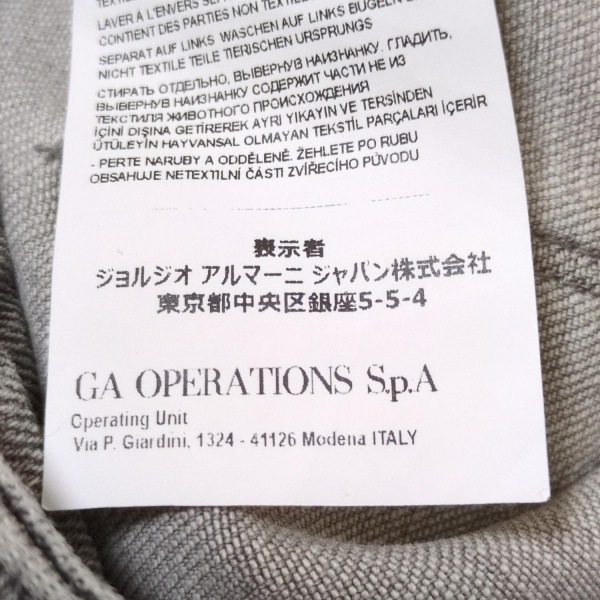 LAVER À L'ENVERS
CONTIENT DES PARTIES NON TEXTILE
SEPARAT AUF LINKS WASCHEN AUF LINKS BÜGELN
NICHT TEXTILE TEILE TIERISCHEN URSPRUNGS
СТИРАТЬ ОТДЕЛЬНО, ВЫВЕРНУВ НАИЗНАНКУ. ГЛАДИТЬ,
ВЫВЕРНУВ НАИЗНАНКУ СОДЕРЖИТ ЧАСТИ НЕ ИЗ
ТЕКСТИЛЯ ЖИВОТНОГО ПРОИСХОЖДЕНИЯ
İÇİNİ DIŞINA GETİREREK AYRI YIKAYIN VE TERSİNDEN
ÜTÜLEYİN HAYVANSAL OLMAYAN TEKSTİL PARÇALARI İÇERİR
- PERTE NARUBY A ODDĚLENĚ. ŽEHLETE PO RUBU
OBSAHUJE NETEXTILNÍ ČÁSTI ZVÍŘECÍHO PŮVODU
表示者
ジョルジオ アルマーニ ジャパン株式会社
東京都中央区銀座5-5-4
GA OPERATIONS S.p.A
Operating Unit
Via P. Giardini, 1324 - 41126 Modena ITALY